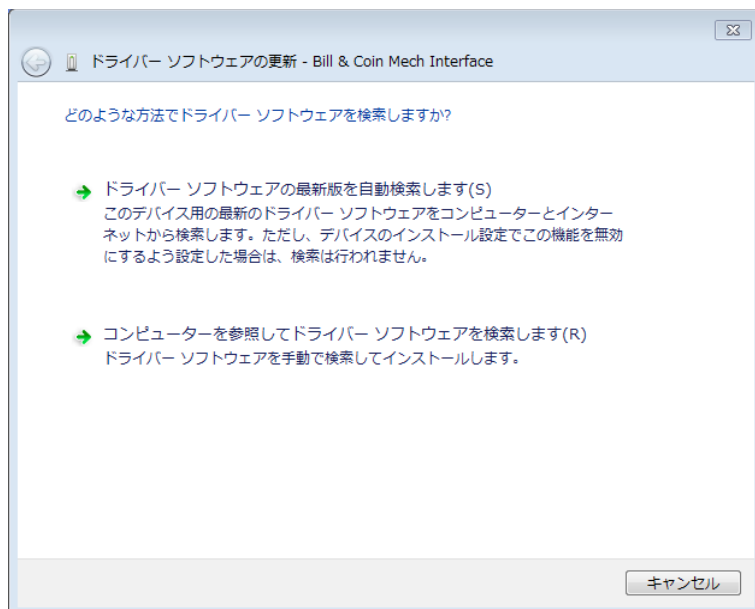 ドライバー ソフトウェアの更新 - Bill & Coin Mech Interface
どのような方法でドライバー ソフトウェアを検索しますか?
ドライバー ソフトウェアの最新版を自動検索します(S)
このデバイス用の最新のドライバー ソフトウェアをコンピューターとインター
ネットから検索します。ただし、デバイスのインストール設定でこの機能を無効
にするよう設定した場合は、検索は行われません。
コンピューターを参照してドライバー ソフトウェアを検索します(R)
ドライバー ソフトウェアを手動で検索してインストールします。
キャンセル